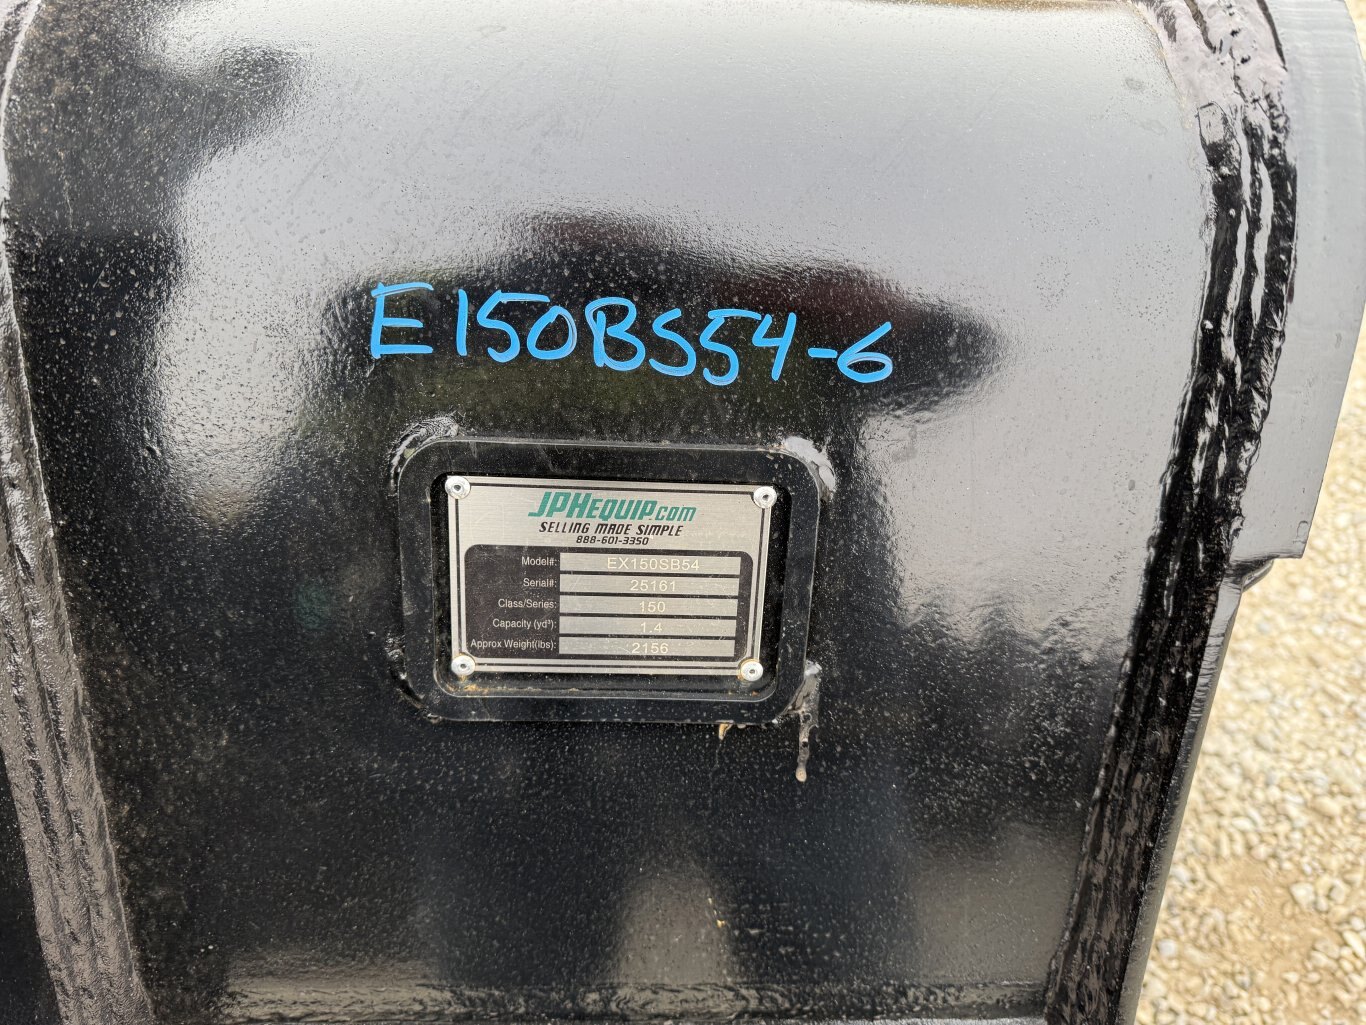 E150BS54-6
JPHEQUIP.COM
SELLING MADE SIMPLE
888-601-3350
Model#: EX150SB54
Serial#: 25161
Class/Series: 150
Capacity (yd³): 1.4
Approx Weight(lbs): 2156